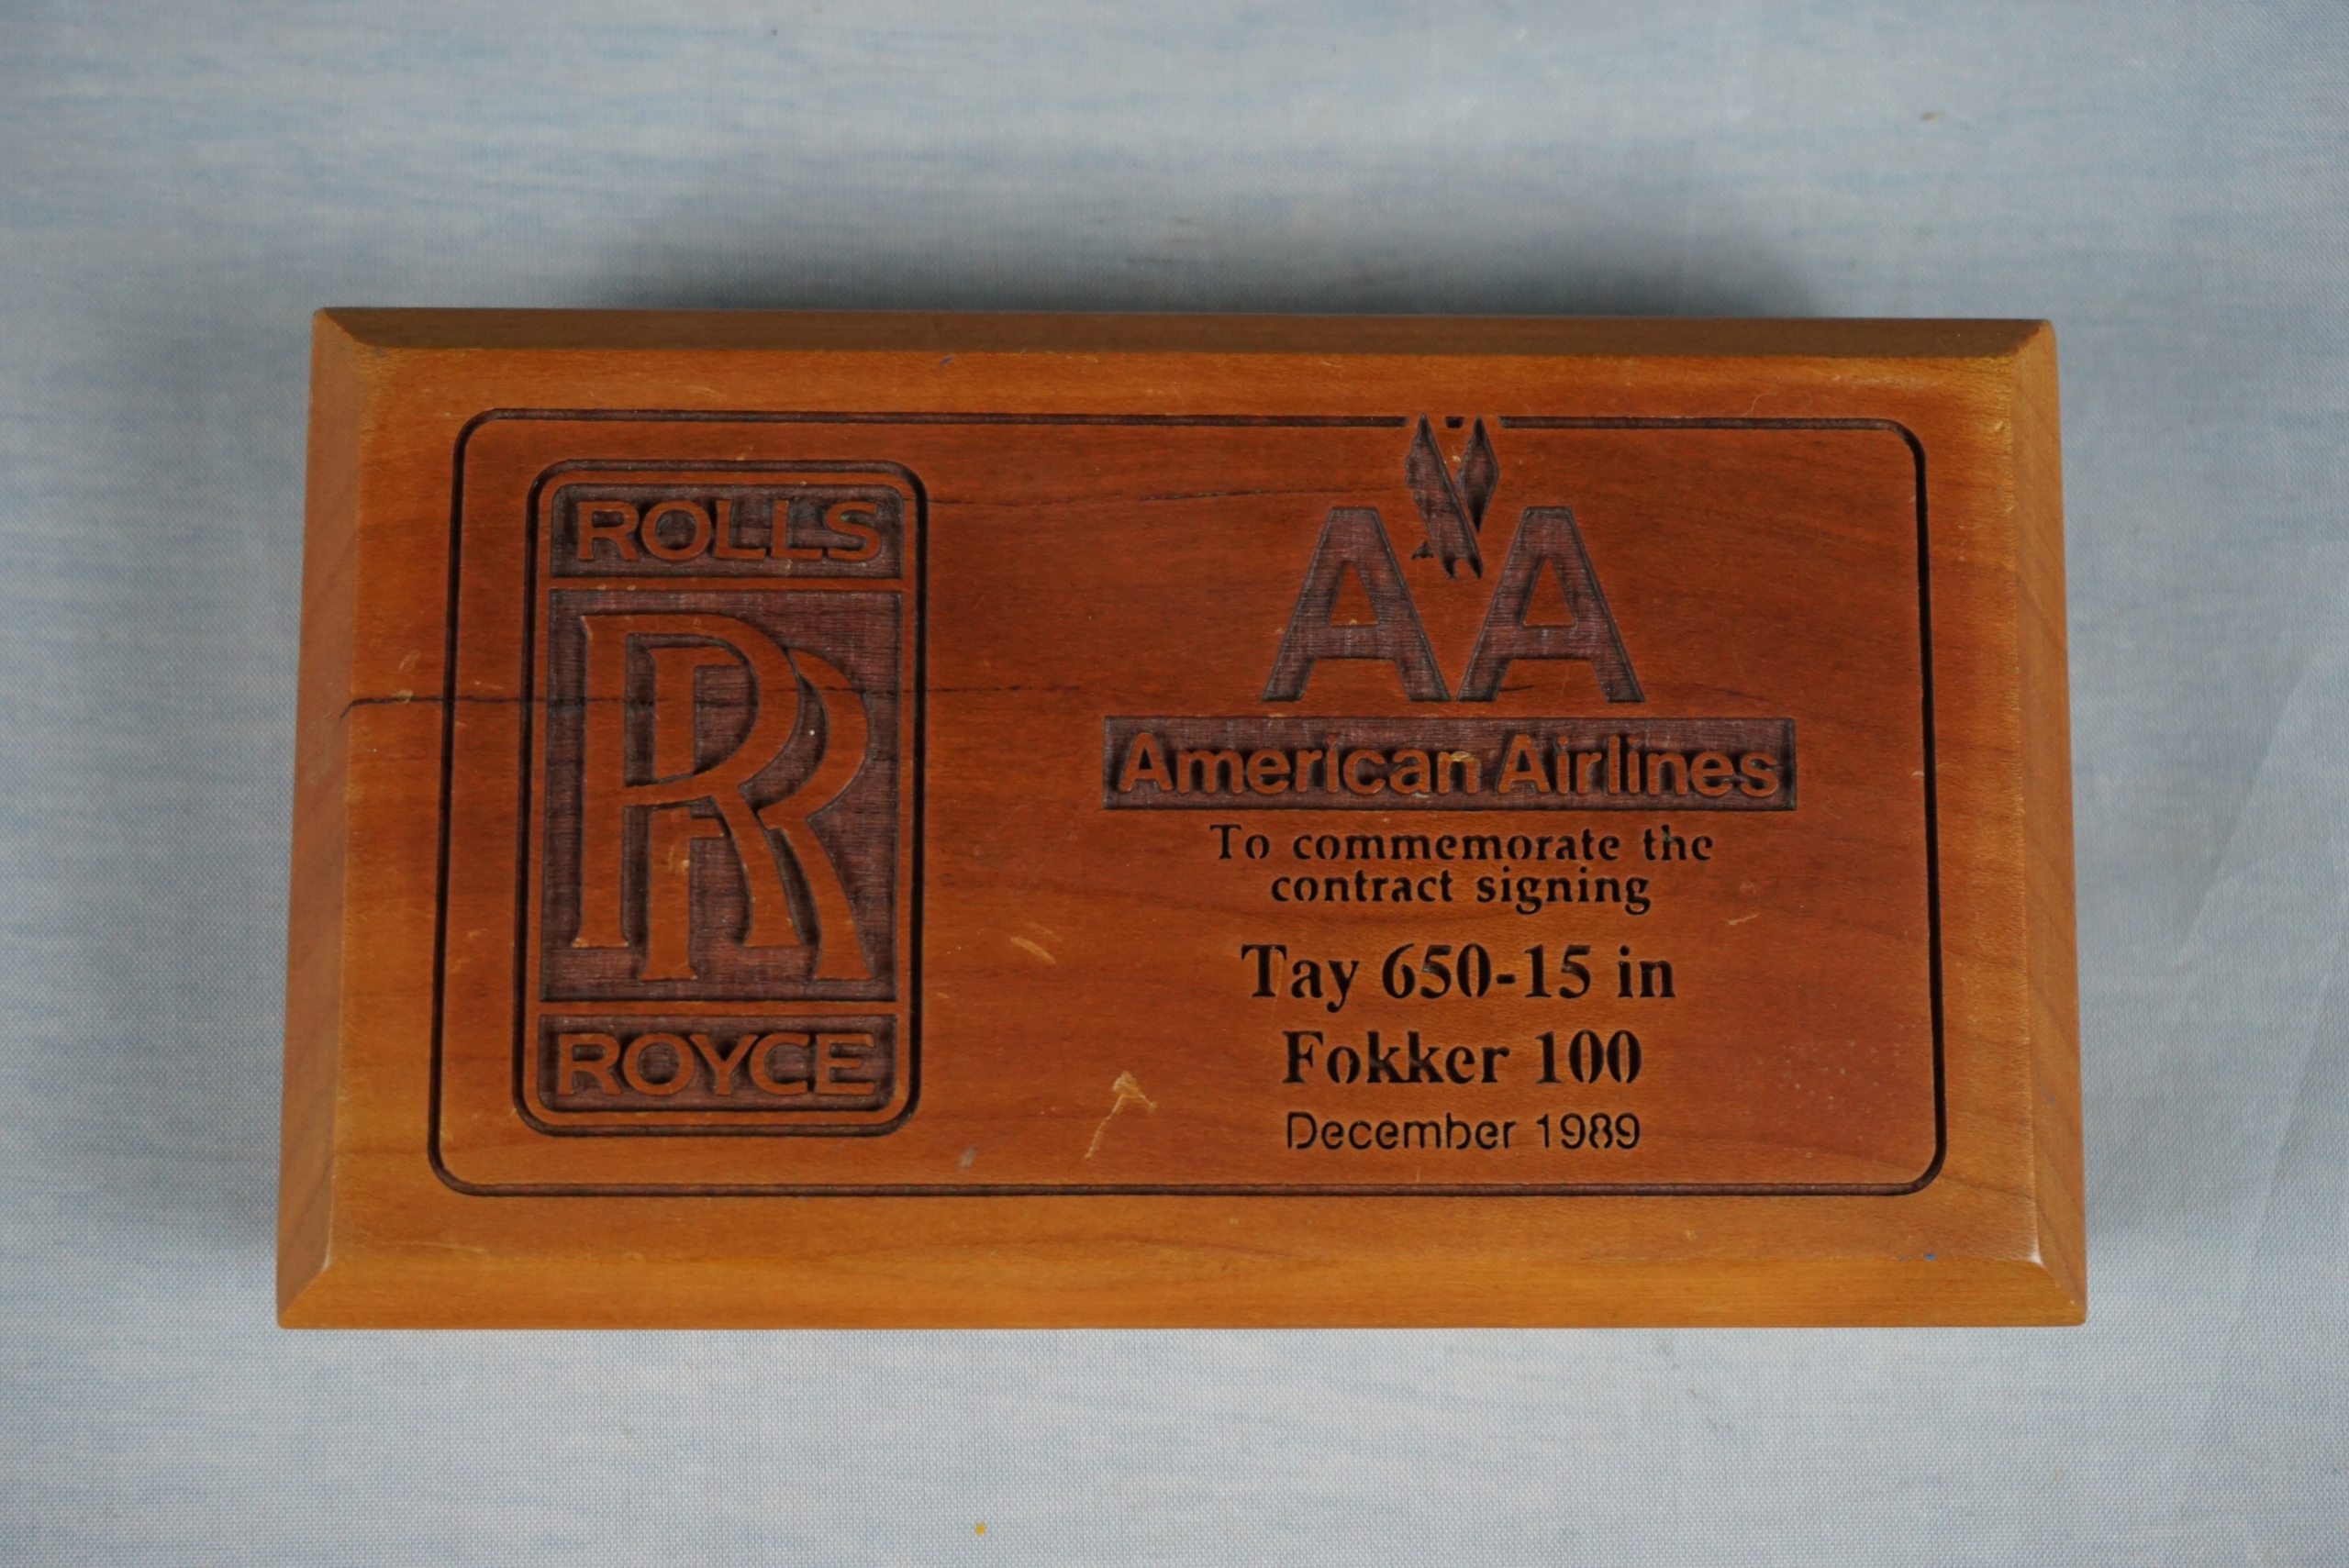 ROLLS
RR
ROYCE
AA
American Airlines
To commemorate the
contract signing
Tay 650-15 in
Fokker 100
December 1989